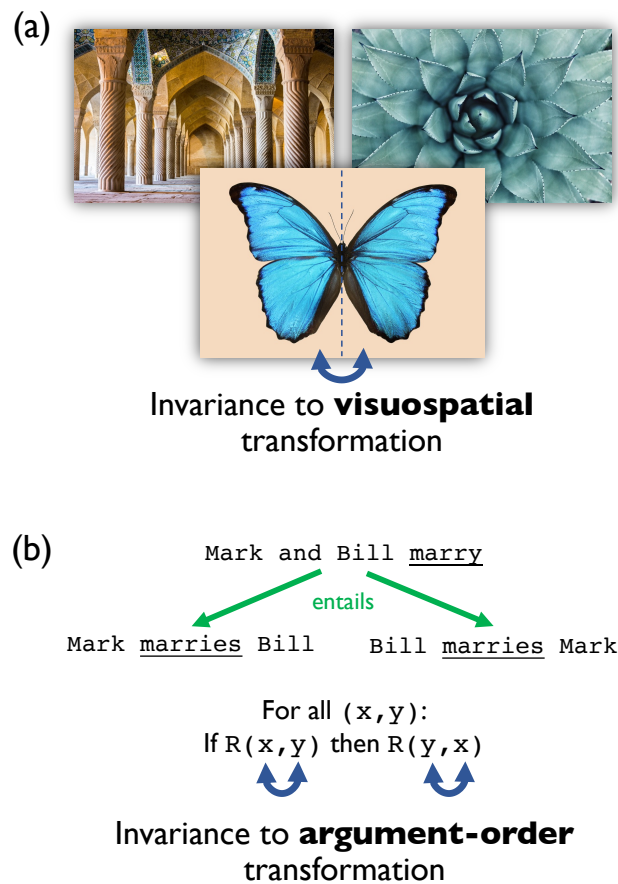 (a)
Invariance to visuospatial
transformation
(b)
Mark and Bill marry
entails
Mark marries Bill Bill marries Mark
For all (x,y):
If R(x,y) then R(y,x)
Invariance to argument-order
transformation